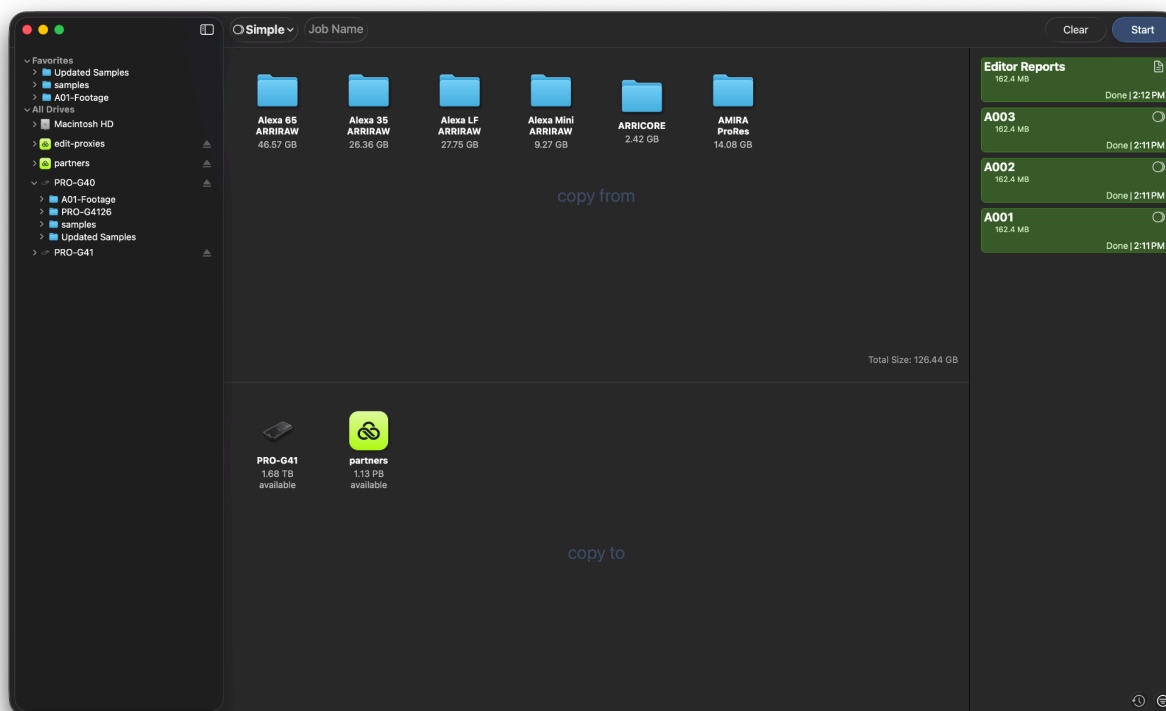 Simple
Job Name
Clear
Start
Favorites
Updated Samples
samples
A01-Footage
All Drives
Macintosh HD
edit-proxies
partners
PRO-G40
A01-Footage
PRO-G4126
samples
Updated Samples
PRO-G41
Alexa 65
ARRIRAW
46.57 GB
Alexa 35
ARRIRAW
26.36 GB
Alexa LF
ARRIRAW
27.75 GB
Alexa Mini
ARRIRAW
9.27 GB
ARRICORE
2.42 GB
AMIRA
ProRes
14.08 GB
copy from
Total Size: 126.44 GB
PRO-G41
1.68 TB
available
partners
1.13 PB
available
copy to
Editor Reports
162.4 MB
Done | 2:12 PM
A003
162.4 MB
Done | 2:11 PM
A002
162.4 MB
Done | 2:11 PM
A001
162.4 MB
Done | 2:11 PM